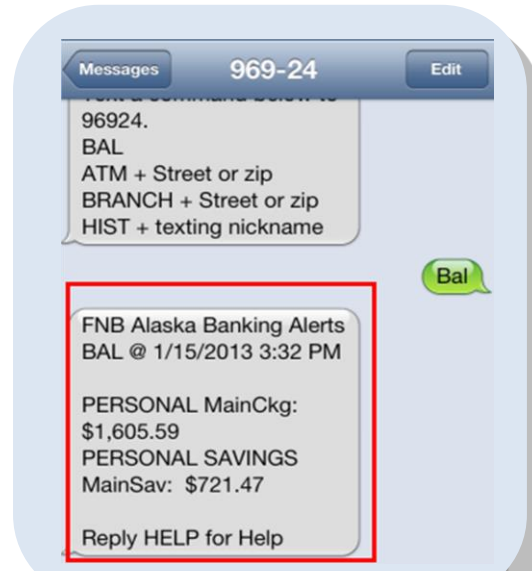 Messages 969-24 Edit
96924.
BAL
ATM + Street or zip
BRANCH + Street or zip
HIST + texting nickname
Bal
FNB Alaska Banking Alerts
BAL @ 1/15/2013 3:32 PM
PERSONAL MainCkg:
$1,605.59
PERSONAL SAVINGS
MainSav: $721.47
Reply HELP for Help